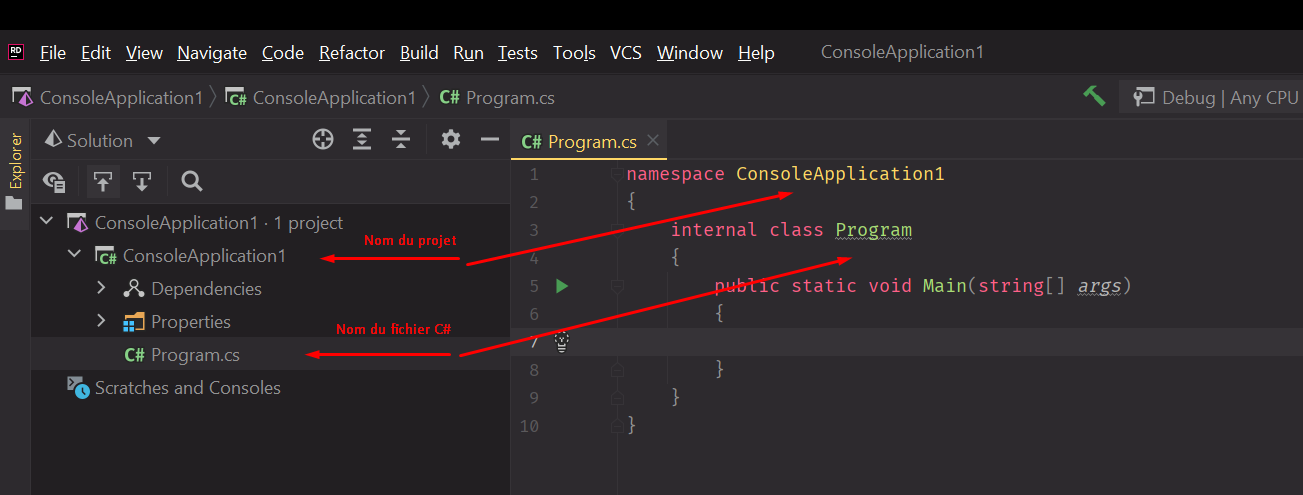 RD
File Edit View Navigate Code Refactor Build Run Tests Tools VCS Window Help ConsoleApplication1
ConsoleApplication1 C# ConsoleApplication1 C# Program.cs Debug | Any CPU
Explorer
Solution
C# Program.cs
ConsoleApplication1 · 1 project
C# ConsoleApplication1
Dependencies
Properties
C# Program.cs
Scratches and Consoles
Nom du projet
Nom du fichier C#
1 namespace ConsoleApplication1
2 {
3 internal class Program
4 {
5 public static void Main(string[] args)
6 {
7
8 }
9 }
10 }